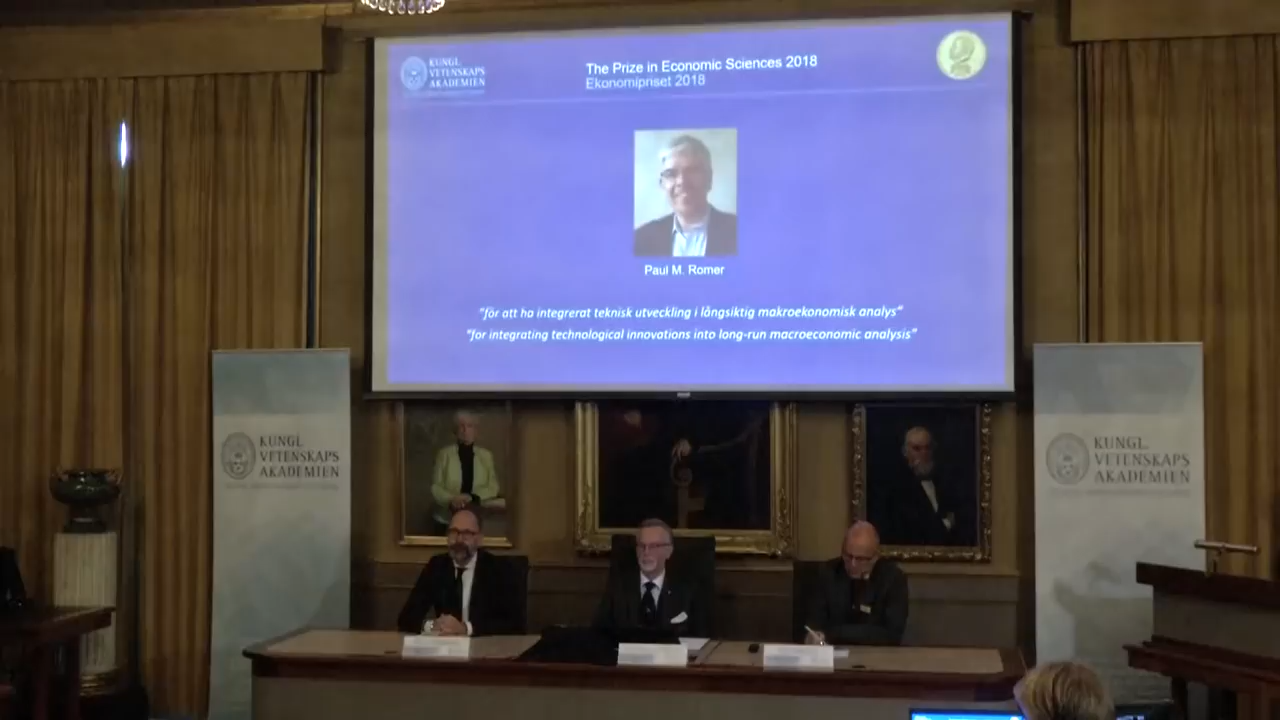 KUNGL.
VETENSKAPS
AKADEMIEN
The Prize in Economic Sciences 2018
Ekonomipriset 2018
Paul M. Romer
"för att ha integrerat teknisk utveckling i långsiktig makroekonomisk analys"
"for integrating technological innovations into long-run macroeconomic analysis"
KUNGL.
VETENSKAPS
AKADEMIEN
KUNGL.
VETENSKAPS
AKADEMIEN